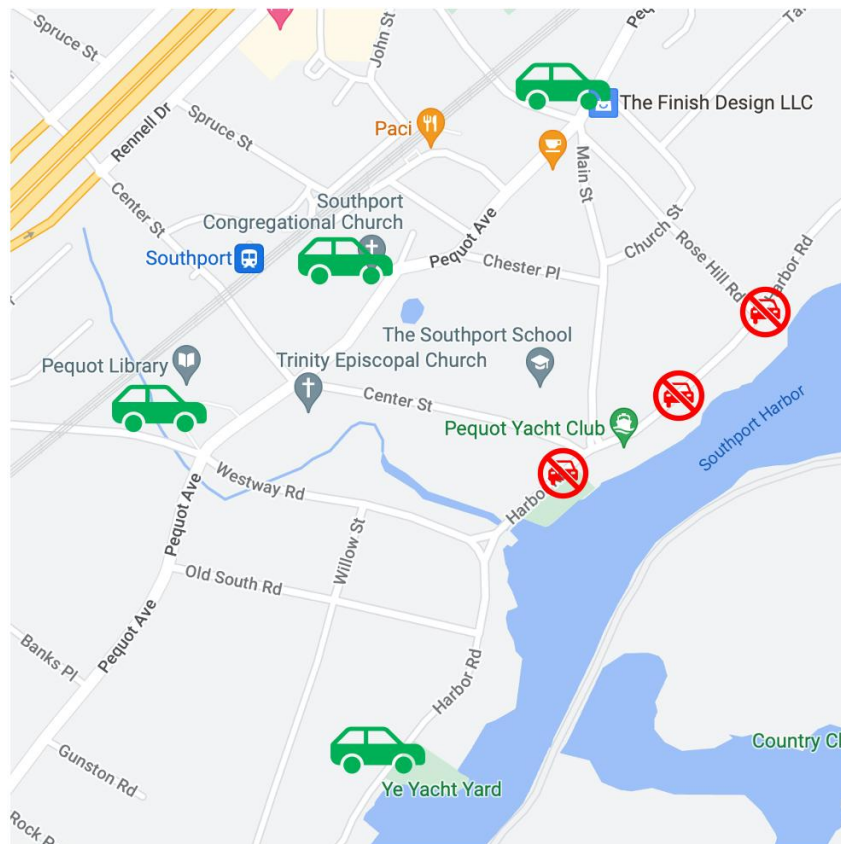 Spruce St
John St
Ta
Pequot
The Finish Design LLC
Rennell Dr
Spruce St
Paci
Main St
Center St
Southport
Congregational Church
Church St
Southport
Pequot Ave
Chester Pl
Rose Hill Rd
Harbor Rd
The Southport School
Pequot Library
Trinity Episcopal Church
Center St
Pequot Yacht Club
Southport Harbor
Westway Rd
Harbo
Pequot Ave
Willow St
Old South Rd
Pequot Ave
Banks Pl
Harbor Rd
Gunston Rd
Country Cl
Ye Yacht Yard
Rock P